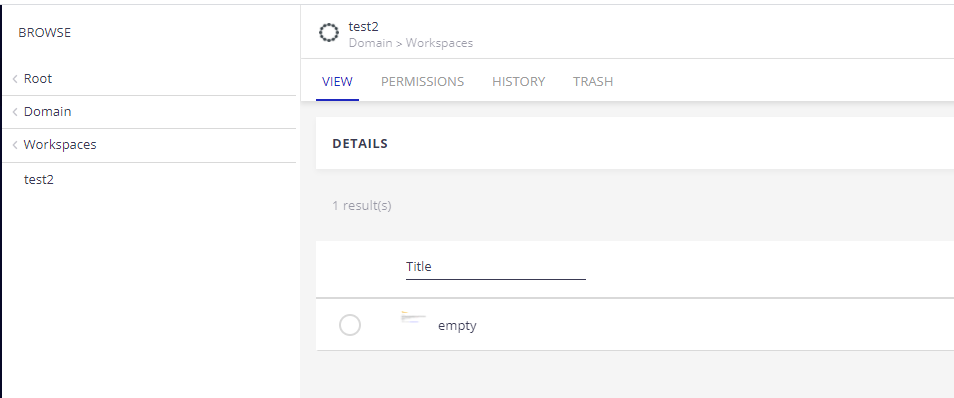 BROWSE
Root
Domain
Workspaces
test2
test2
Domain > Workspaces
VIEW PERMISSIONS HISTORY TRASH
DETAILS
1 result(s)
Title
empty